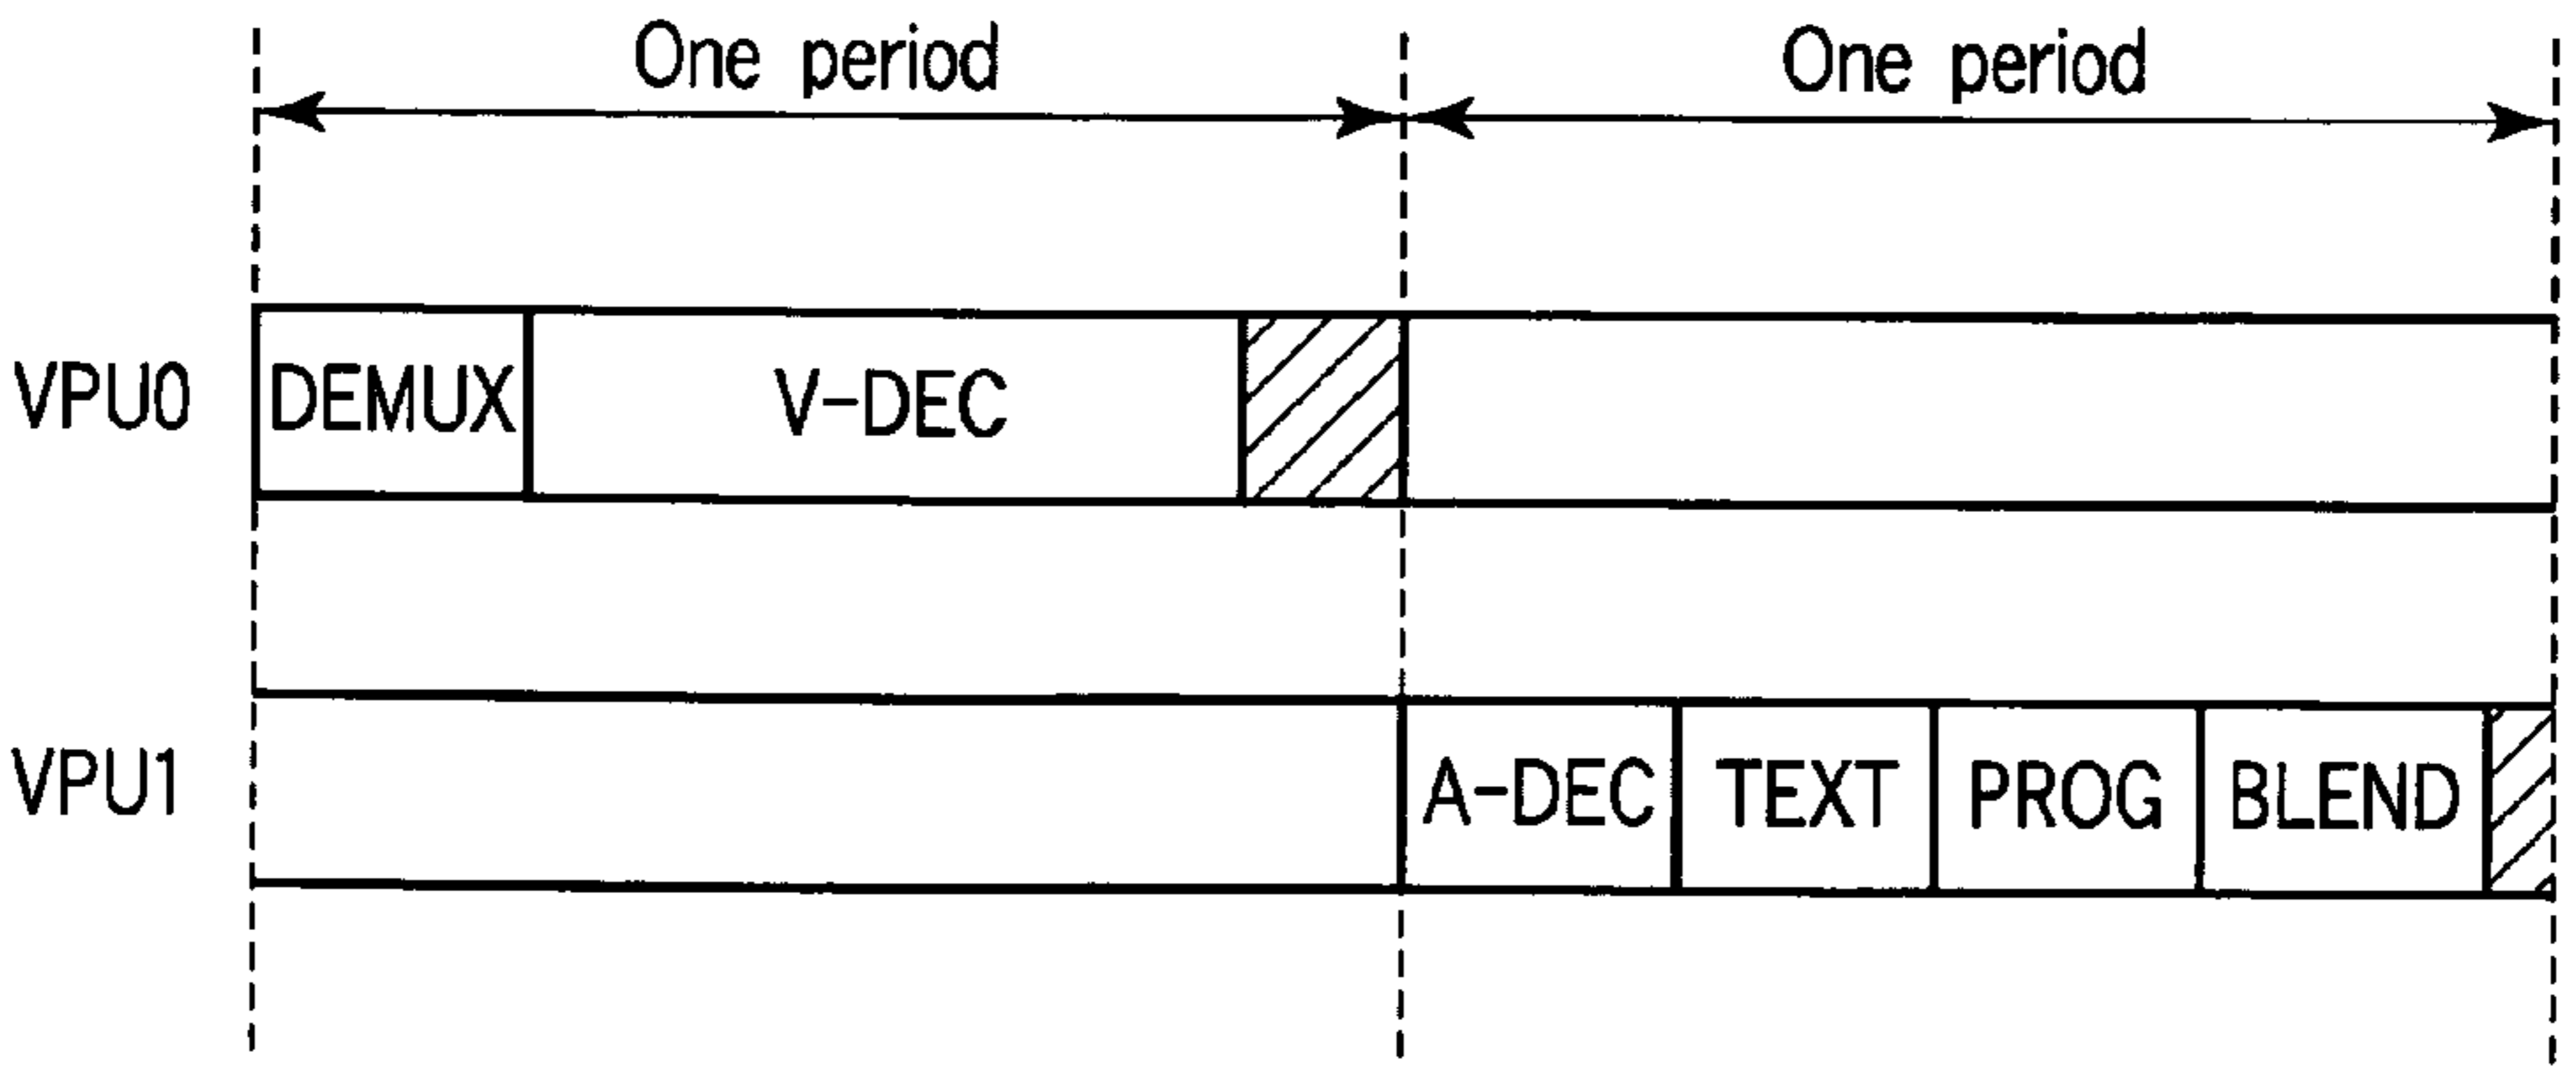 One period One period
VPU0 DEMUX V-DEC
VPU1 A-DEC TEXT PROG BLEND